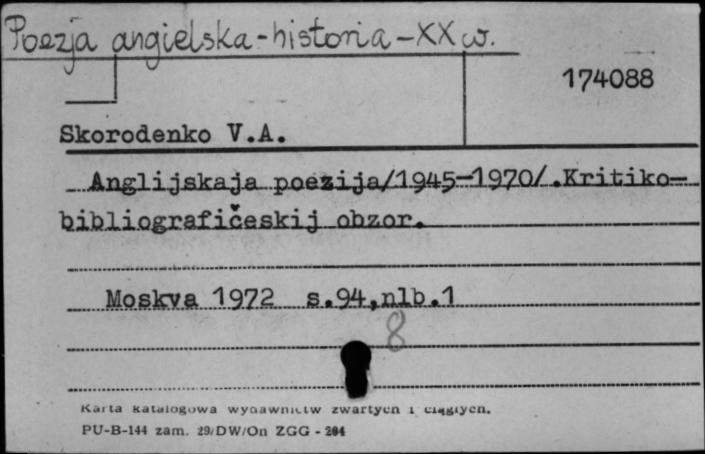 Poezja angielska - historia - XX w.
174088
Skorodenko V.A.
Anglijskaja poezija/1945-1970/.Kritiko-
bibliografičeskij obzor.
Moskva 1972 s.94,nlb.1
8
Karta katalogowa wydawnictw zwartych i ciągłych.
PU-B-144 zam. 29/DW/On ZGG - 204